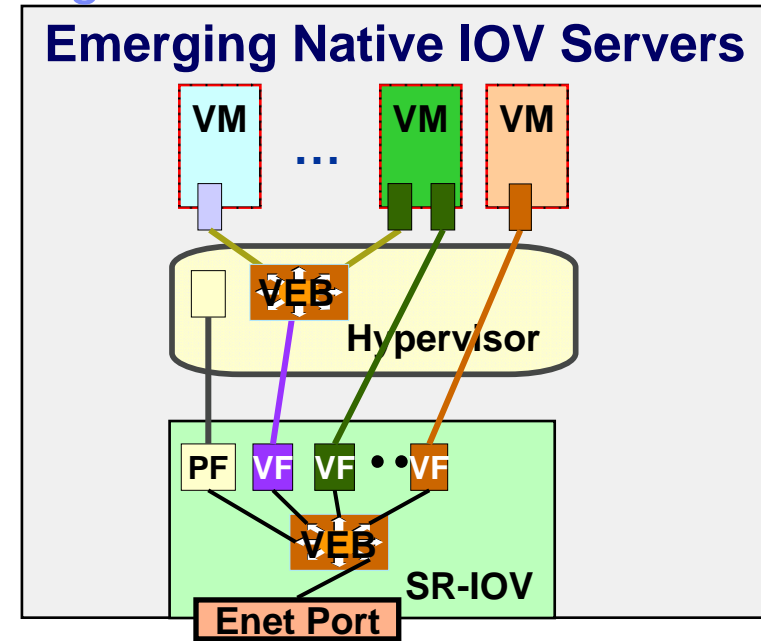 Emerging Native IOV Servers
VM VM VM
...
VEB
Hypervisor
PF VF VF VF
VEB
SR-IOV
Enet Port